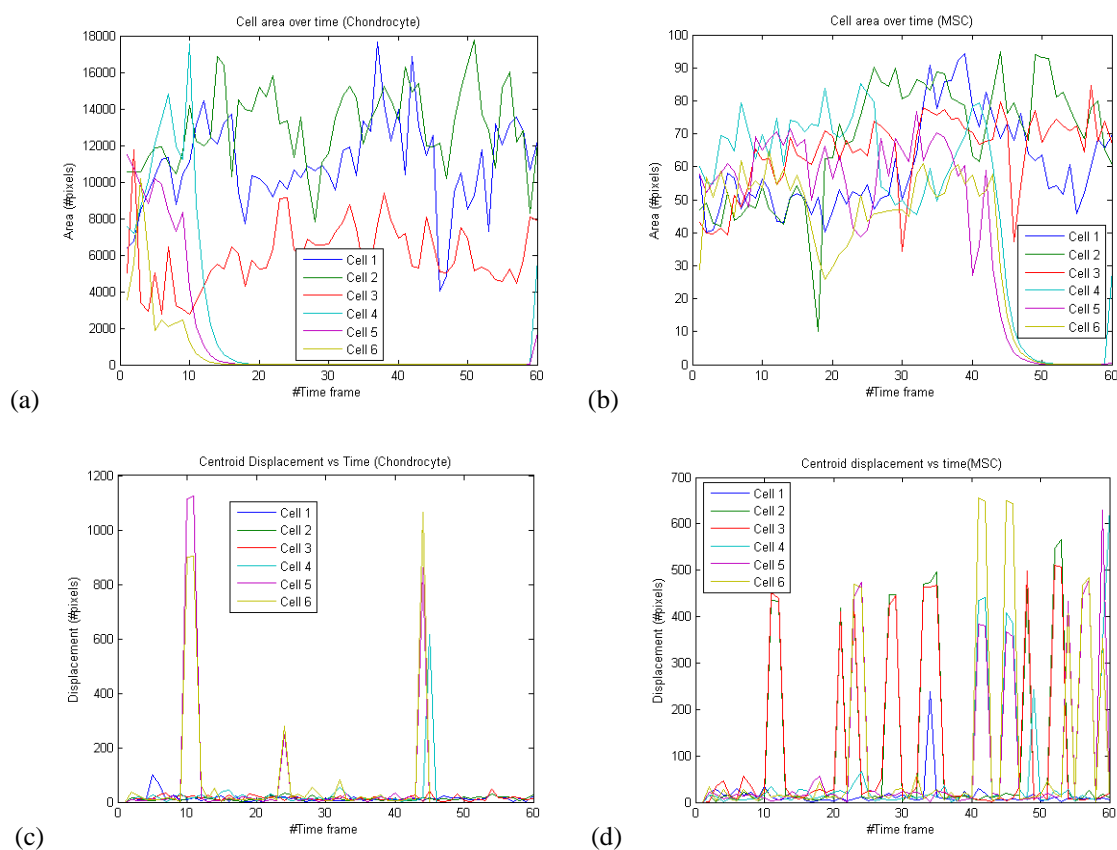 Cell area over time (Chondrocyte)
18000
16000
14000
12000
10000
8000
6000
4000
2000
0
Area (#pixels)
Cell 1
Cell 2
Cell 3
Cell 4
Cell 5
Cell 6
0 10 20 30 40 50 60
#Time frame
(a)
Cell area over time (MSC)
100
90
80
70
60
50
40
30
20
10
0
Area (#pixels)
Cell 1
Cell 2
Cell 3
Cell 4
Cell 5
Cell 6
0 10 20 30 40 50 60
#Time frame
(b)
Centroid Displacement vs Time (Chondrocyte)
1200
1000
800
600
400
200
0
Displacement (#pixels)
Cell 1
Cell 2
Cell 3
Cell 4
Cell 5
Cell 6
0 10 20 30 40 50 60
#Time frame
(c)
Centroid displacement vs time(MSC)
700
600
500
400
300
200
100
0
Displacement (#pixels)
Cell 1
Cell 2
Cell 3
Cell 4
Cell 5
Cell 6
0 10 20 30 40 50 60
#Time frame
(d)